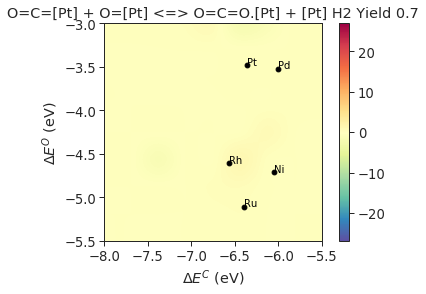 O=C=[Pt] + O=[Pt] <=> O=C=O.[Pt] + [Pt] H2 Yield 0.7
−3.0
−3.5
−4.0
−4.5
−5.0
−5.5
ΔE^O (eV)
Pt
Pd
Rh
Ni
Ru
−8.0 −7.5 −7.0 −6.5 −6.0 −5.5
ΔE^C (eV)
20
10
0
−10
−20